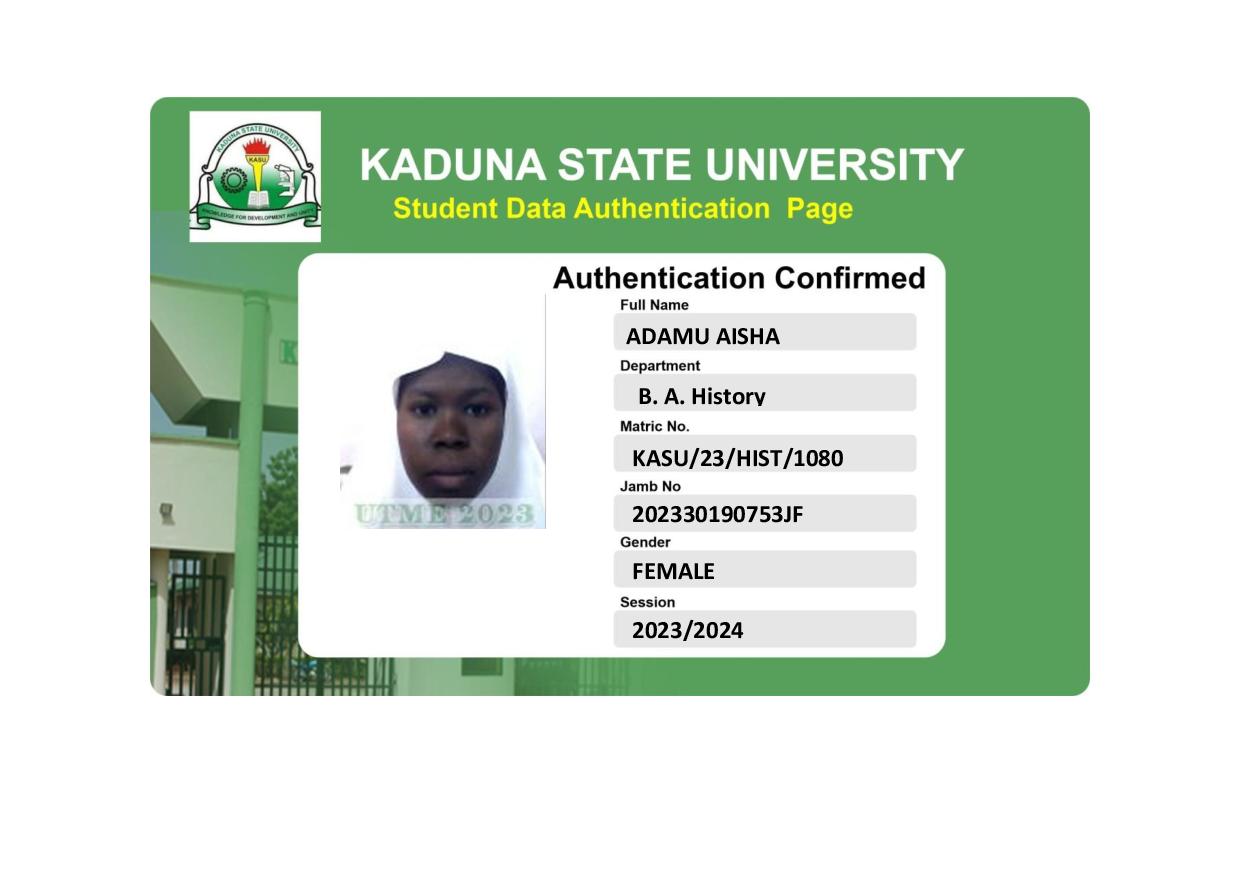 KADUNA STATE UNIVERSITY
KASU
KNOWLEDGE FOR DEVELOPMENT AND UNITY
KADUNA STATE UNIVERSITY
Student Data Authentication Page
Authentication Confirmed
Full Name
ADAMU AISHA
Department
B. A. History
Matric No.
KASU/23/HIST/1080
Jamb No
202330190753JF
Gender
FEMALE
Session
2023/2024
UTME 2023
K